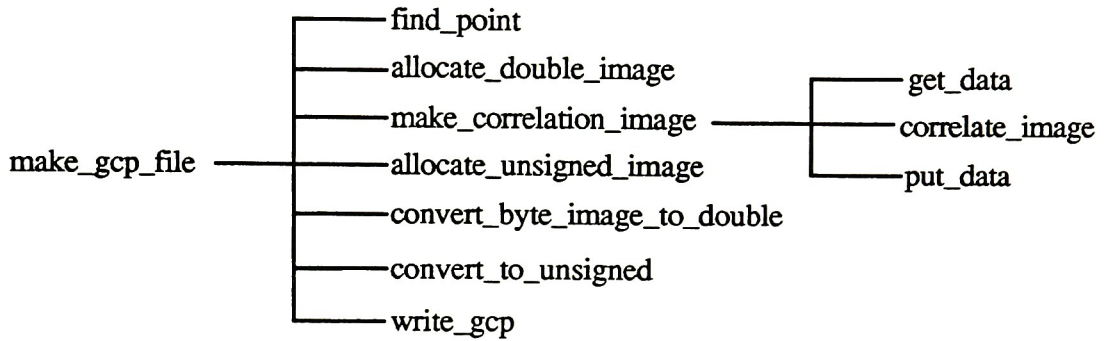 find_point
allocate_double_image
get_data
make_correlation_image
correlate_image
make_gcp_file
allocate_unsigned_image
put_data
convert_byte_image_to_double
convert_to_unsigned
write_gcp